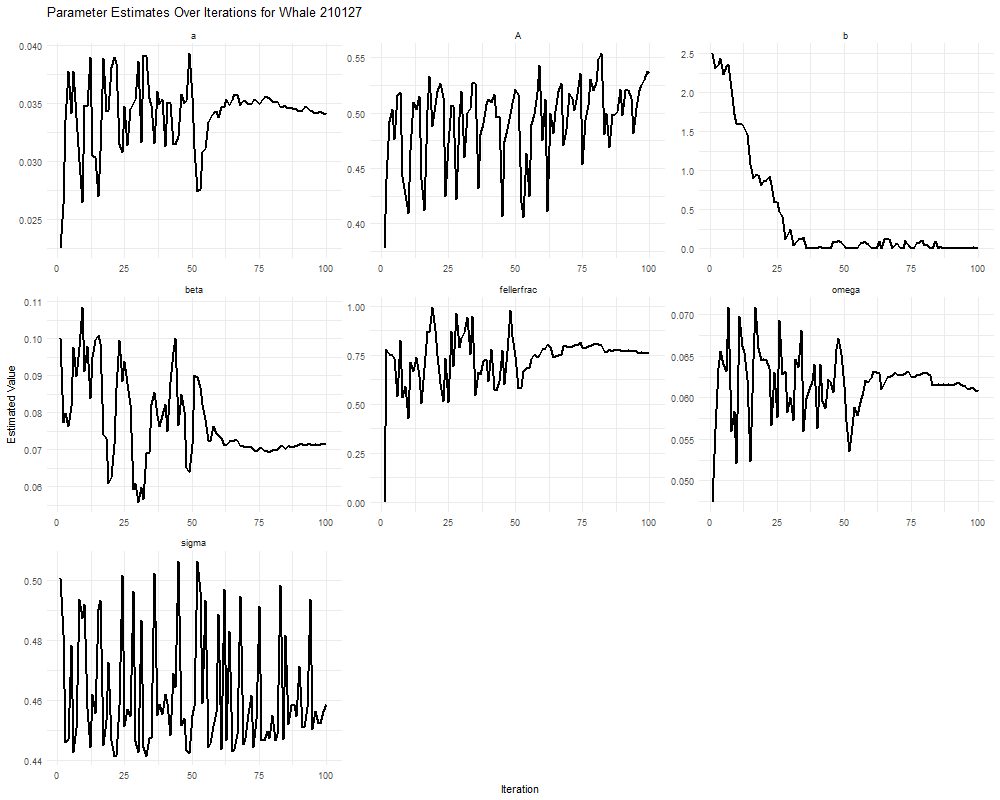 Parameter Estimates Over Iterations for Whale 210127
a
A
b
0.040
0.035
0.030
0.025
0.55
0.50
0.45
0.40
2.5
2.0
1.5
1.0
0.5
0.0
0 25 50 75 100
0 25 50 75 100
0 25 50 75 100
beta
fellerfrac
omega
0.11
0.10
0.09
0.08
0.07
0.06
1.00
0.75
0.50
0.25
0.00
0.070
0.065
0.060
0.055
0.050
0 25 50 75 100
0 25 50 75 100
0 25 50 75 100
sigma
0.50
0.48
0.46
0.44
0 25 50 75 100
Estimated Value
Iteration